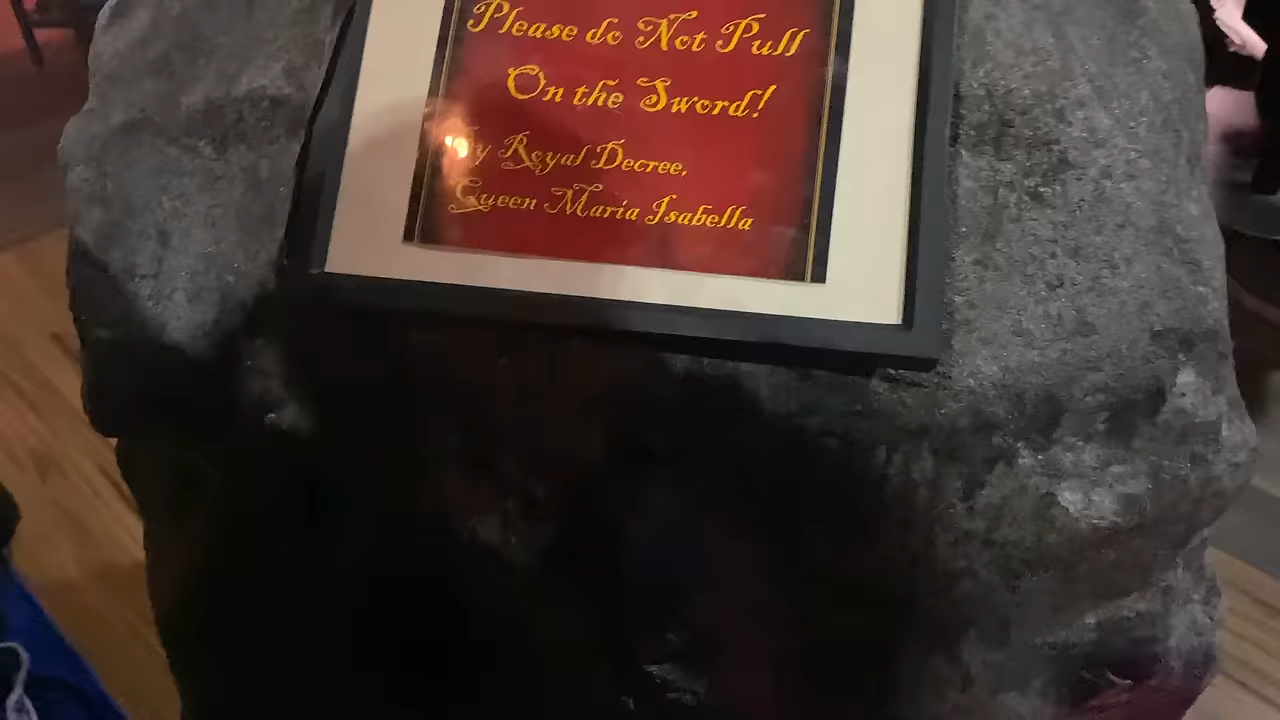 Please do Not Pull
On the Sword!
By Royal Decree,
Queen Maria Isabella